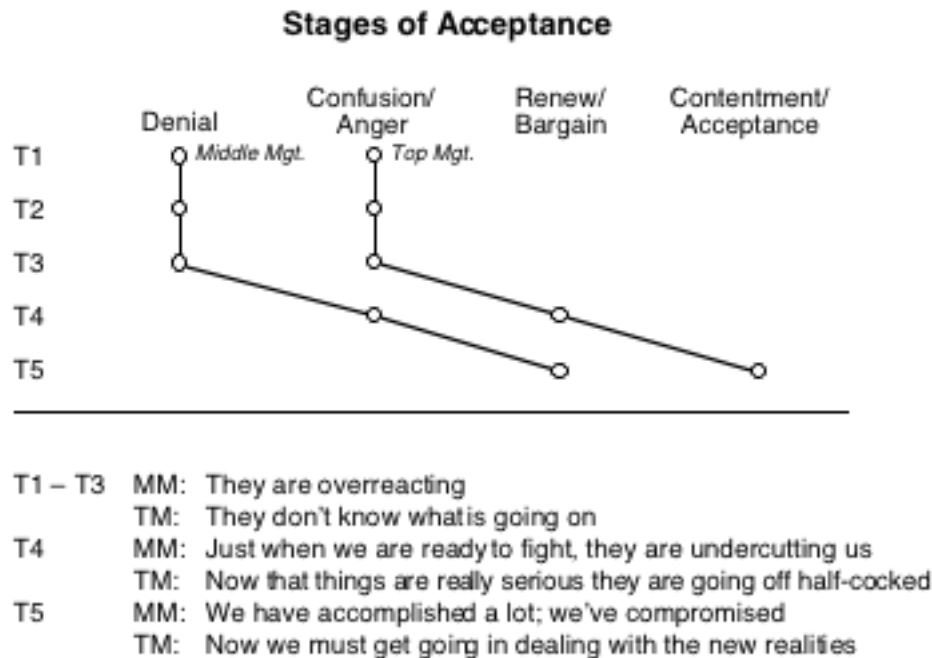 Stages of Acceptance
Denial
Confusion/
Anger
Renew/
Bargain
Contentment/
Acceptance
T1 Middle Mgt. Top Mgt.
T2
T3
T4
T5
T1 – T3 MM: They are overreacting
TM: They don't know what is going on
T4 MM: Just when we are ready to fight, they are undercutting us
TM: Now that things are really serious they are going off half-cocked
T5 MM: We have accomplished a lot; we've compromised
TM: Now we must get going in dealing with the new realities